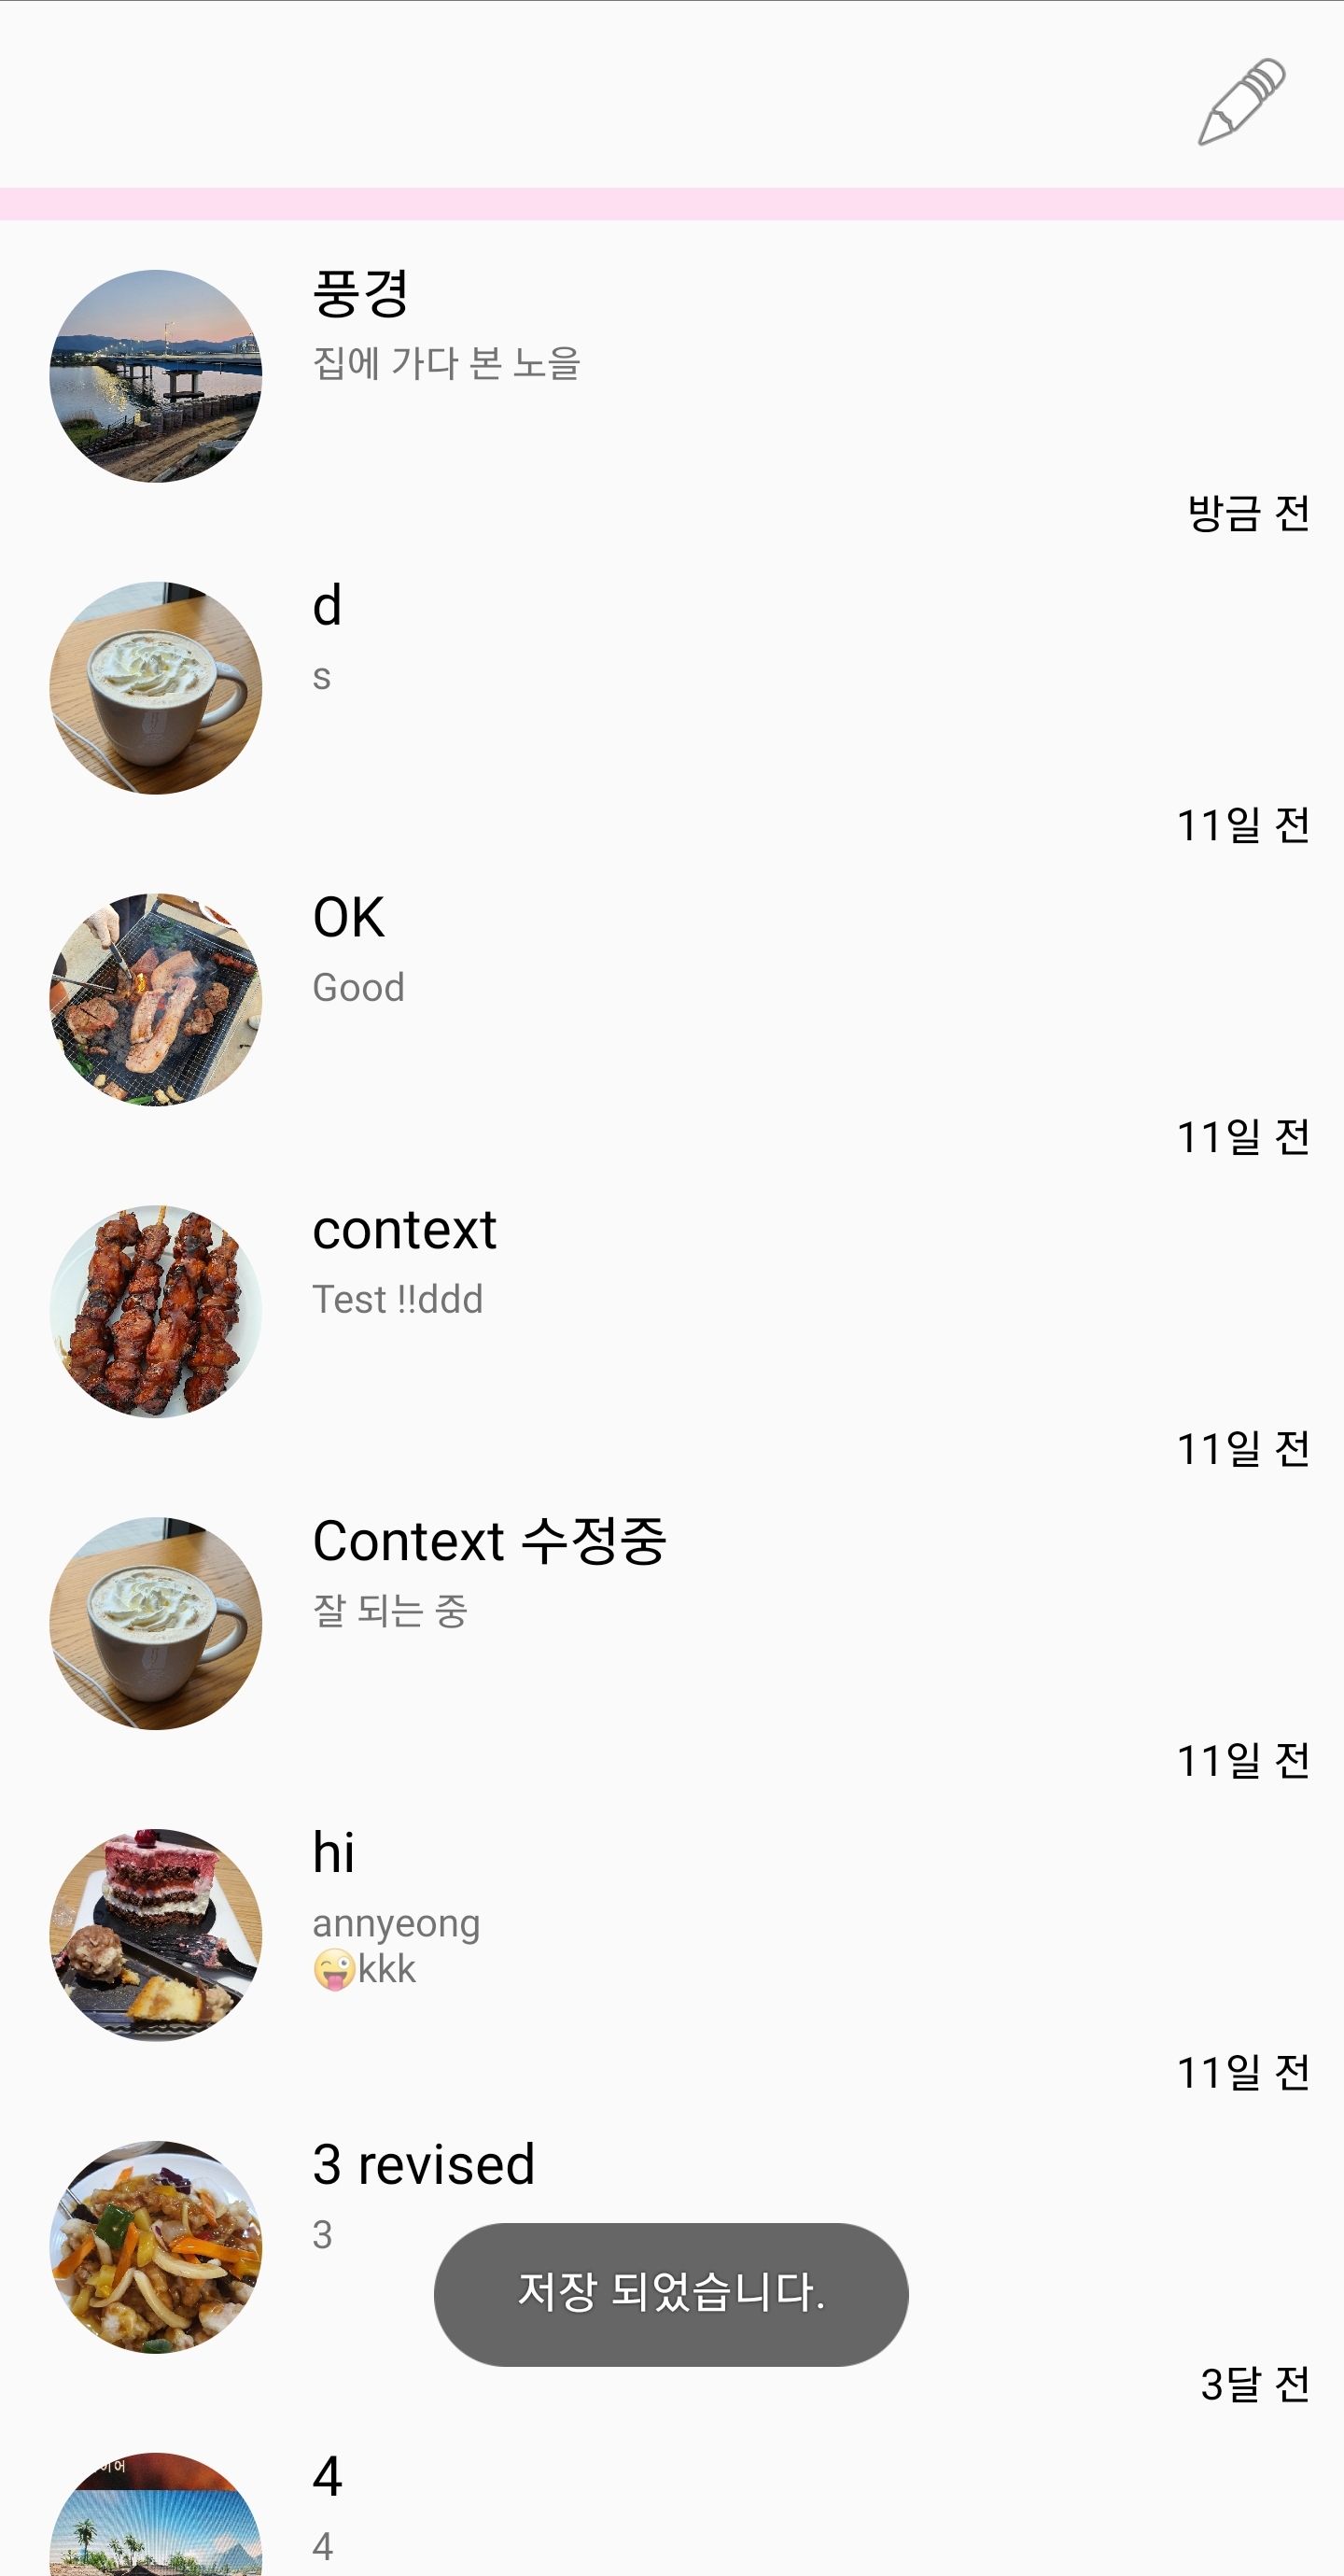 풍경
집에 가다 본 노을
방금 전
d
s
11일 전
OK
Good
11일 전
context
Test !!ddd
11일 전
Context 수정중
잘 되는 중
11일 전
hi
annyeong
😜kkk
11일 전
3 revised
3
저장 되었습니다.
3달 전
4
4